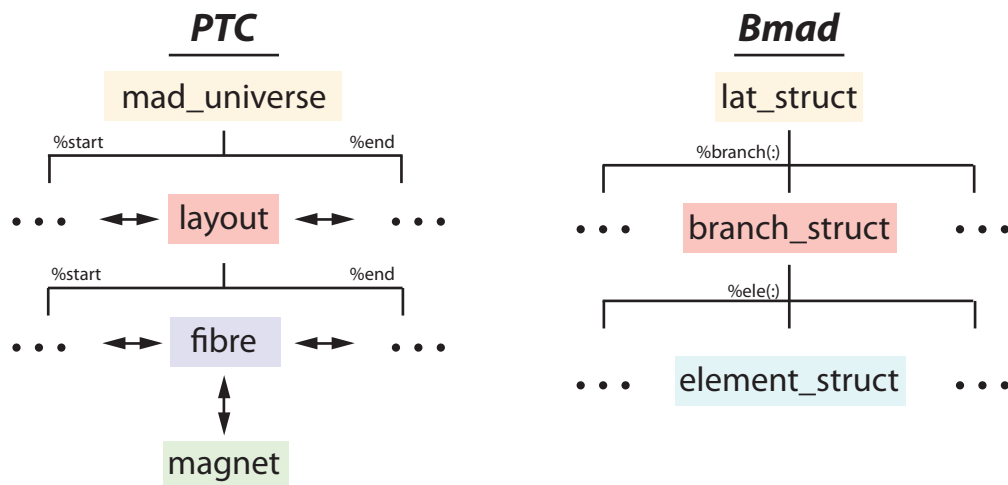 PTC
mad_universe
%start
%end
• • •
layout
• • •
%start
%end
• • •
fibre
• • •
magnet
Bmad
lat_struct
%branch(:)
• • •
branch_struct
• • •
%ele(:)
• • •
element_struct
• • •